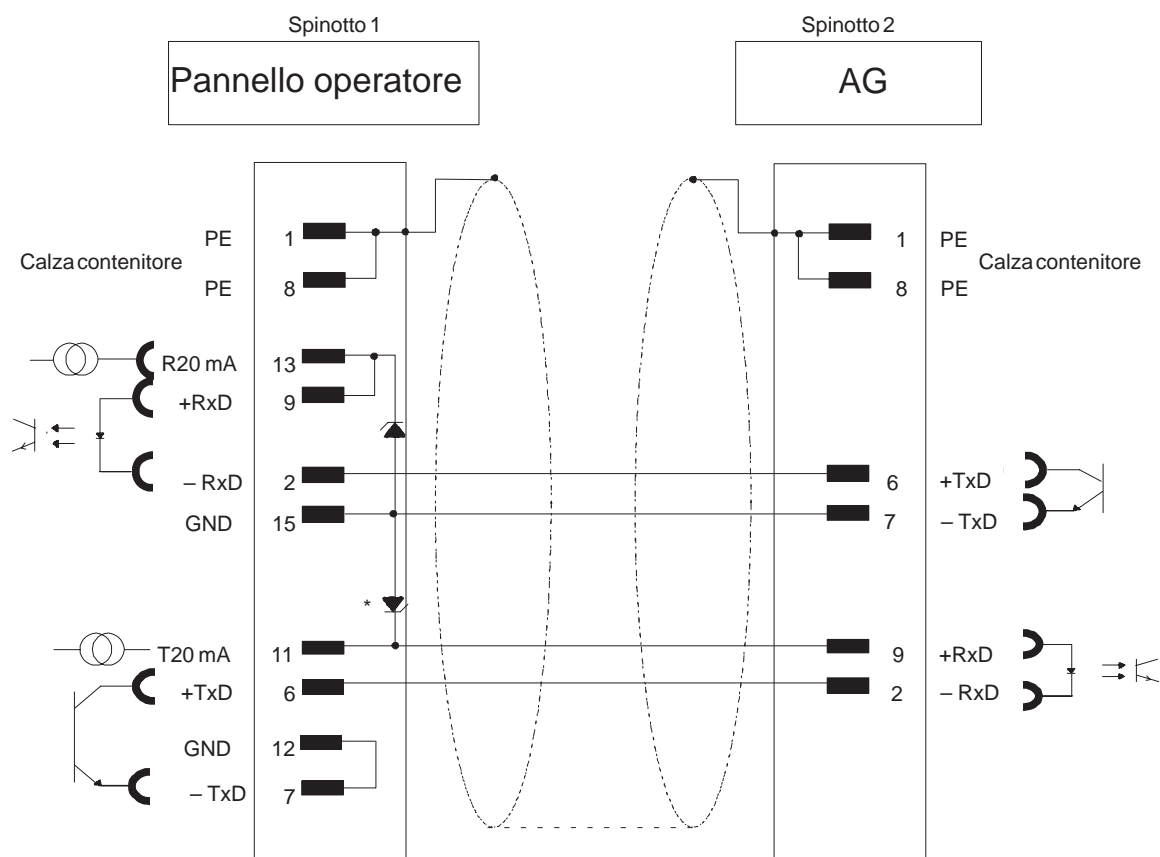 Spinotto 1
Spinotto 2
Pannello operatore
AG
PE 1
1 PE
Calza contenitore
Calza contenitore
PE 8
8 PE
R20 mA 13
+RxD 9
– RxD 2
6 +TxD
GND 15
7 – TxD
*
T20 mA 11
9 +RxD
+TxD 6
2 – RxD
GND 12
– TxD 7